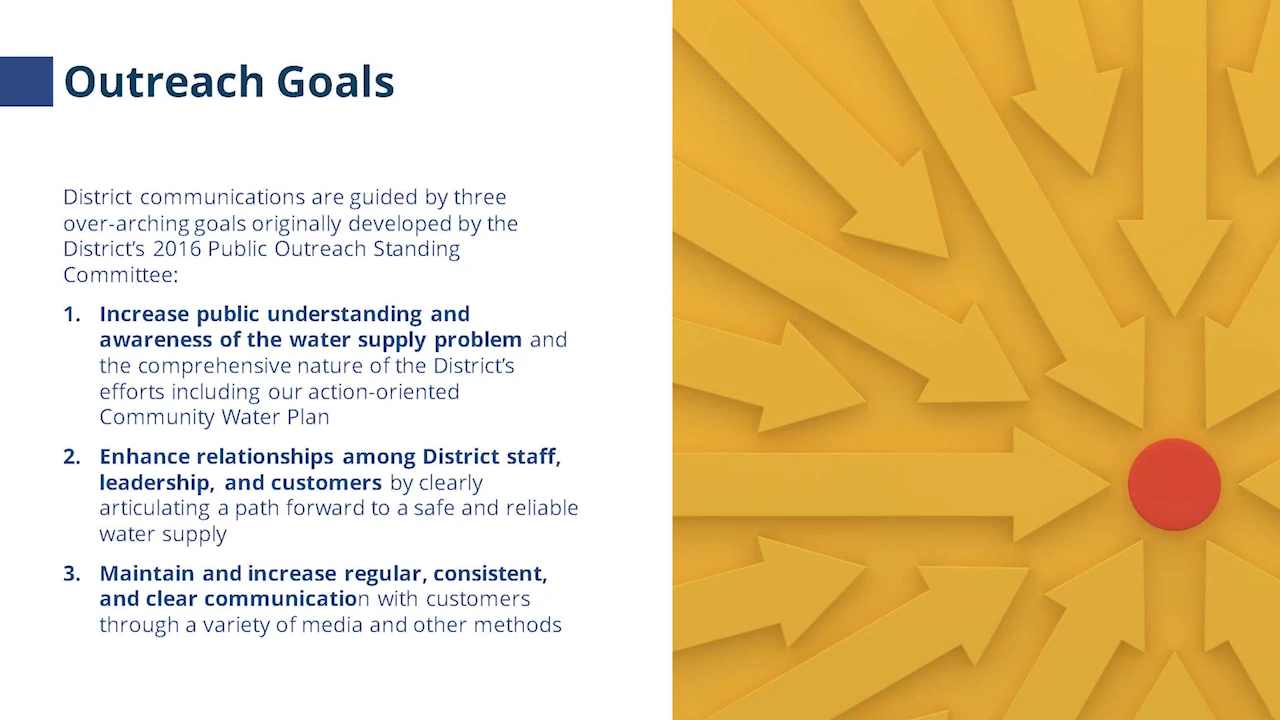 Outreach Goals
District communications are guided by three
over-arching goals originally developed by the
District's 2016 Public Outreach Standing
Committee:
1. Increase public understanding and
awareness of the water supply problem and
the comprehensive nature of the District's
efforts including our action-oriented
Community Water Plan
2. Enhance relationships among District staff,
leadership, and customers by clearly
articulating a path forward to a safe and reliable
water supply
3. Maintain and increase regular, consistent,
and clear communication with customers
through a variety of media and other methods